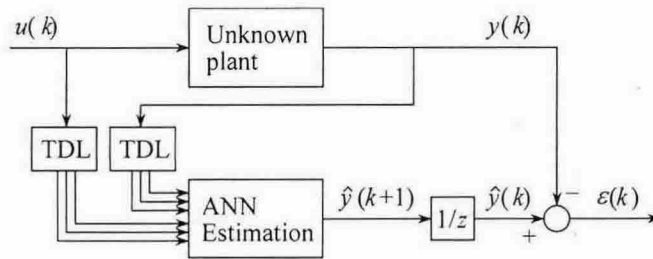 u(k)
Unknown
plant
y(k)
TDL
TDL
ANN
Estimation
ŷ(k+1)
1/z
ŷ(k)
−
+
ε(k)